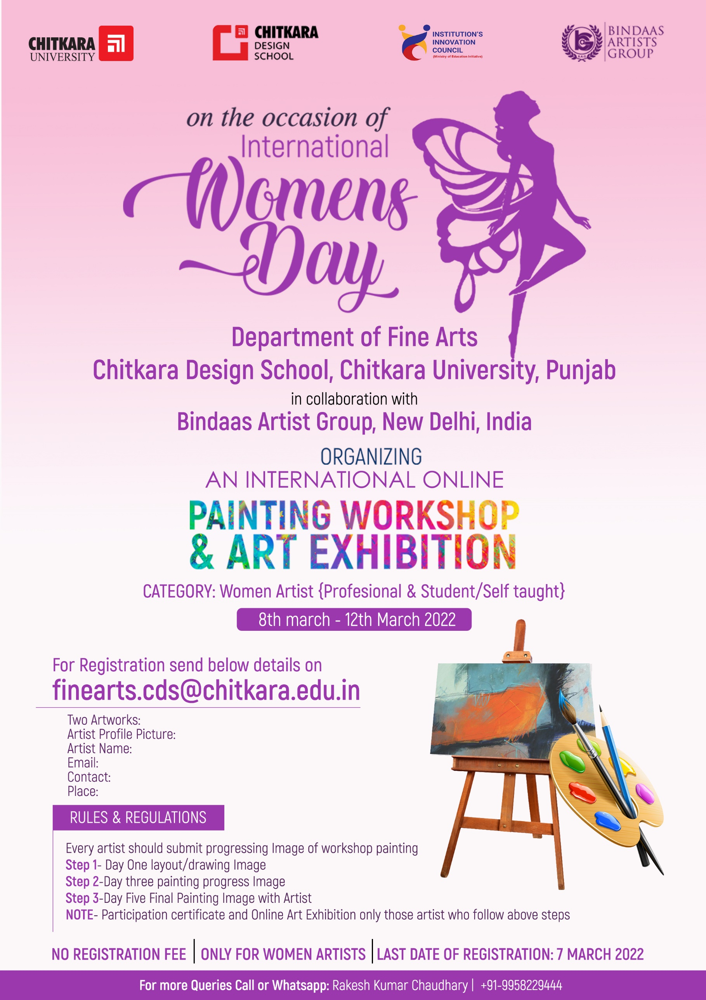 CHITKARA
UNIVERSITY
CHITKARA
DESIGN
SCHOOL
INSTITUTION'S
INNOVATION
COUNCIL
(Ministry of Education Initiative)
B.A.G
BINDAAS
ARTISTS
GROUP
on the occasion of
International
Womens
Day
Department of Fine Arts
Chitkara Design School, Chitkara University, Punjab
in collaboration with
Bindaas Artist Group, New Delhi, India
ORGANIZING
AN INTERNATIONAL ONLINE
PAINTING WORKSHOP
& ART EXHIBITION
CATEGORY: Women Artist {Profesional & Student/Self taught}
8th march - 12th March 2022
For Registration send below details on
finearts.cds@chitkara.edu.in
Two Artworks:
Artist Profile Picture:
Artist Name:
Email:
Contact:
Place:
RULES & REGULATIONS
Every artist should submit progressing Image of workshop painting
Step 1- Day One layout/drawing Image
Step 2-Day three painting progress Image
Step 3-Day Five Final Painting Image with Artist
NOTE- Participation certificate and Online Art Exhibition only those artist who follow above steps
NO REGISTRATION FEE | ONLY FOR WOMEN ARTISTS | LAST DATE OF REGISTRATION: 7 MARCH 2022
For more Queries Call or Whatsapp: Rakesh Kumar Chaudhary | +91-9958229444